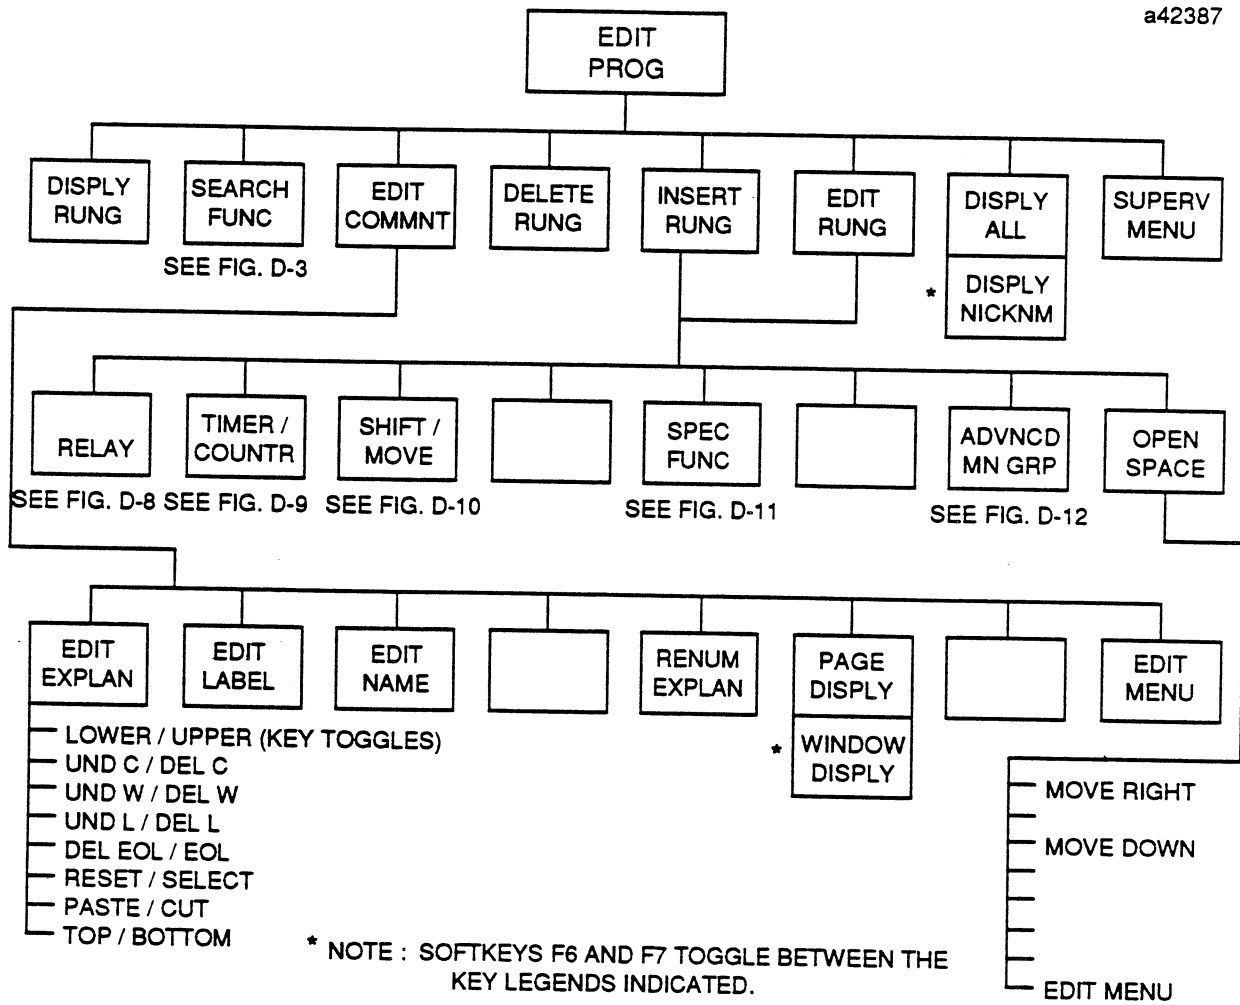 a42387
EDIT
PROG
DISPLY
RUNG
SEARCH
FUNC
EDIT
COMMNT
DELETE
RUNG
INSERT
RUNG
EDIT
RUNG
DISPLY
ALL
SUPERV
MENU
SEE FIG. D-3
* DISPLY
NICKNM
RELAY
TIMER /
COUNTR
SHIFT /
MOVE
SPEC
FUNC
ADVNCD
MN GRP
OPEN
SPACE
SEE FIG. D-8
SEE FIG. D-9
SEE FIG. D-10
SEE FIG. D-11
SEE FIG. D-12
EDIT
EXPLAN
EDIT
LABEL
EDIT
NAME
RENUM
EXPLAN
PAGE
DISPLY
EDIT
MENU
* WINDOW
DISPLY
LOWER / UPPER (KEY TOGGLES)
UND C / DEL C
UND W / DEL W
UND L / DEL L
DEL EOL / EOL
RESET / SELECT
PASTE / CUT
TOP / BOTTOM
MOVE RIGHT
MOVE DOWN
EDIT MENU
* NOTE : SOFTKEYS F6 AND F7 TOGGLE BETWEEN THE
KEY LEGENDS INDICATED.